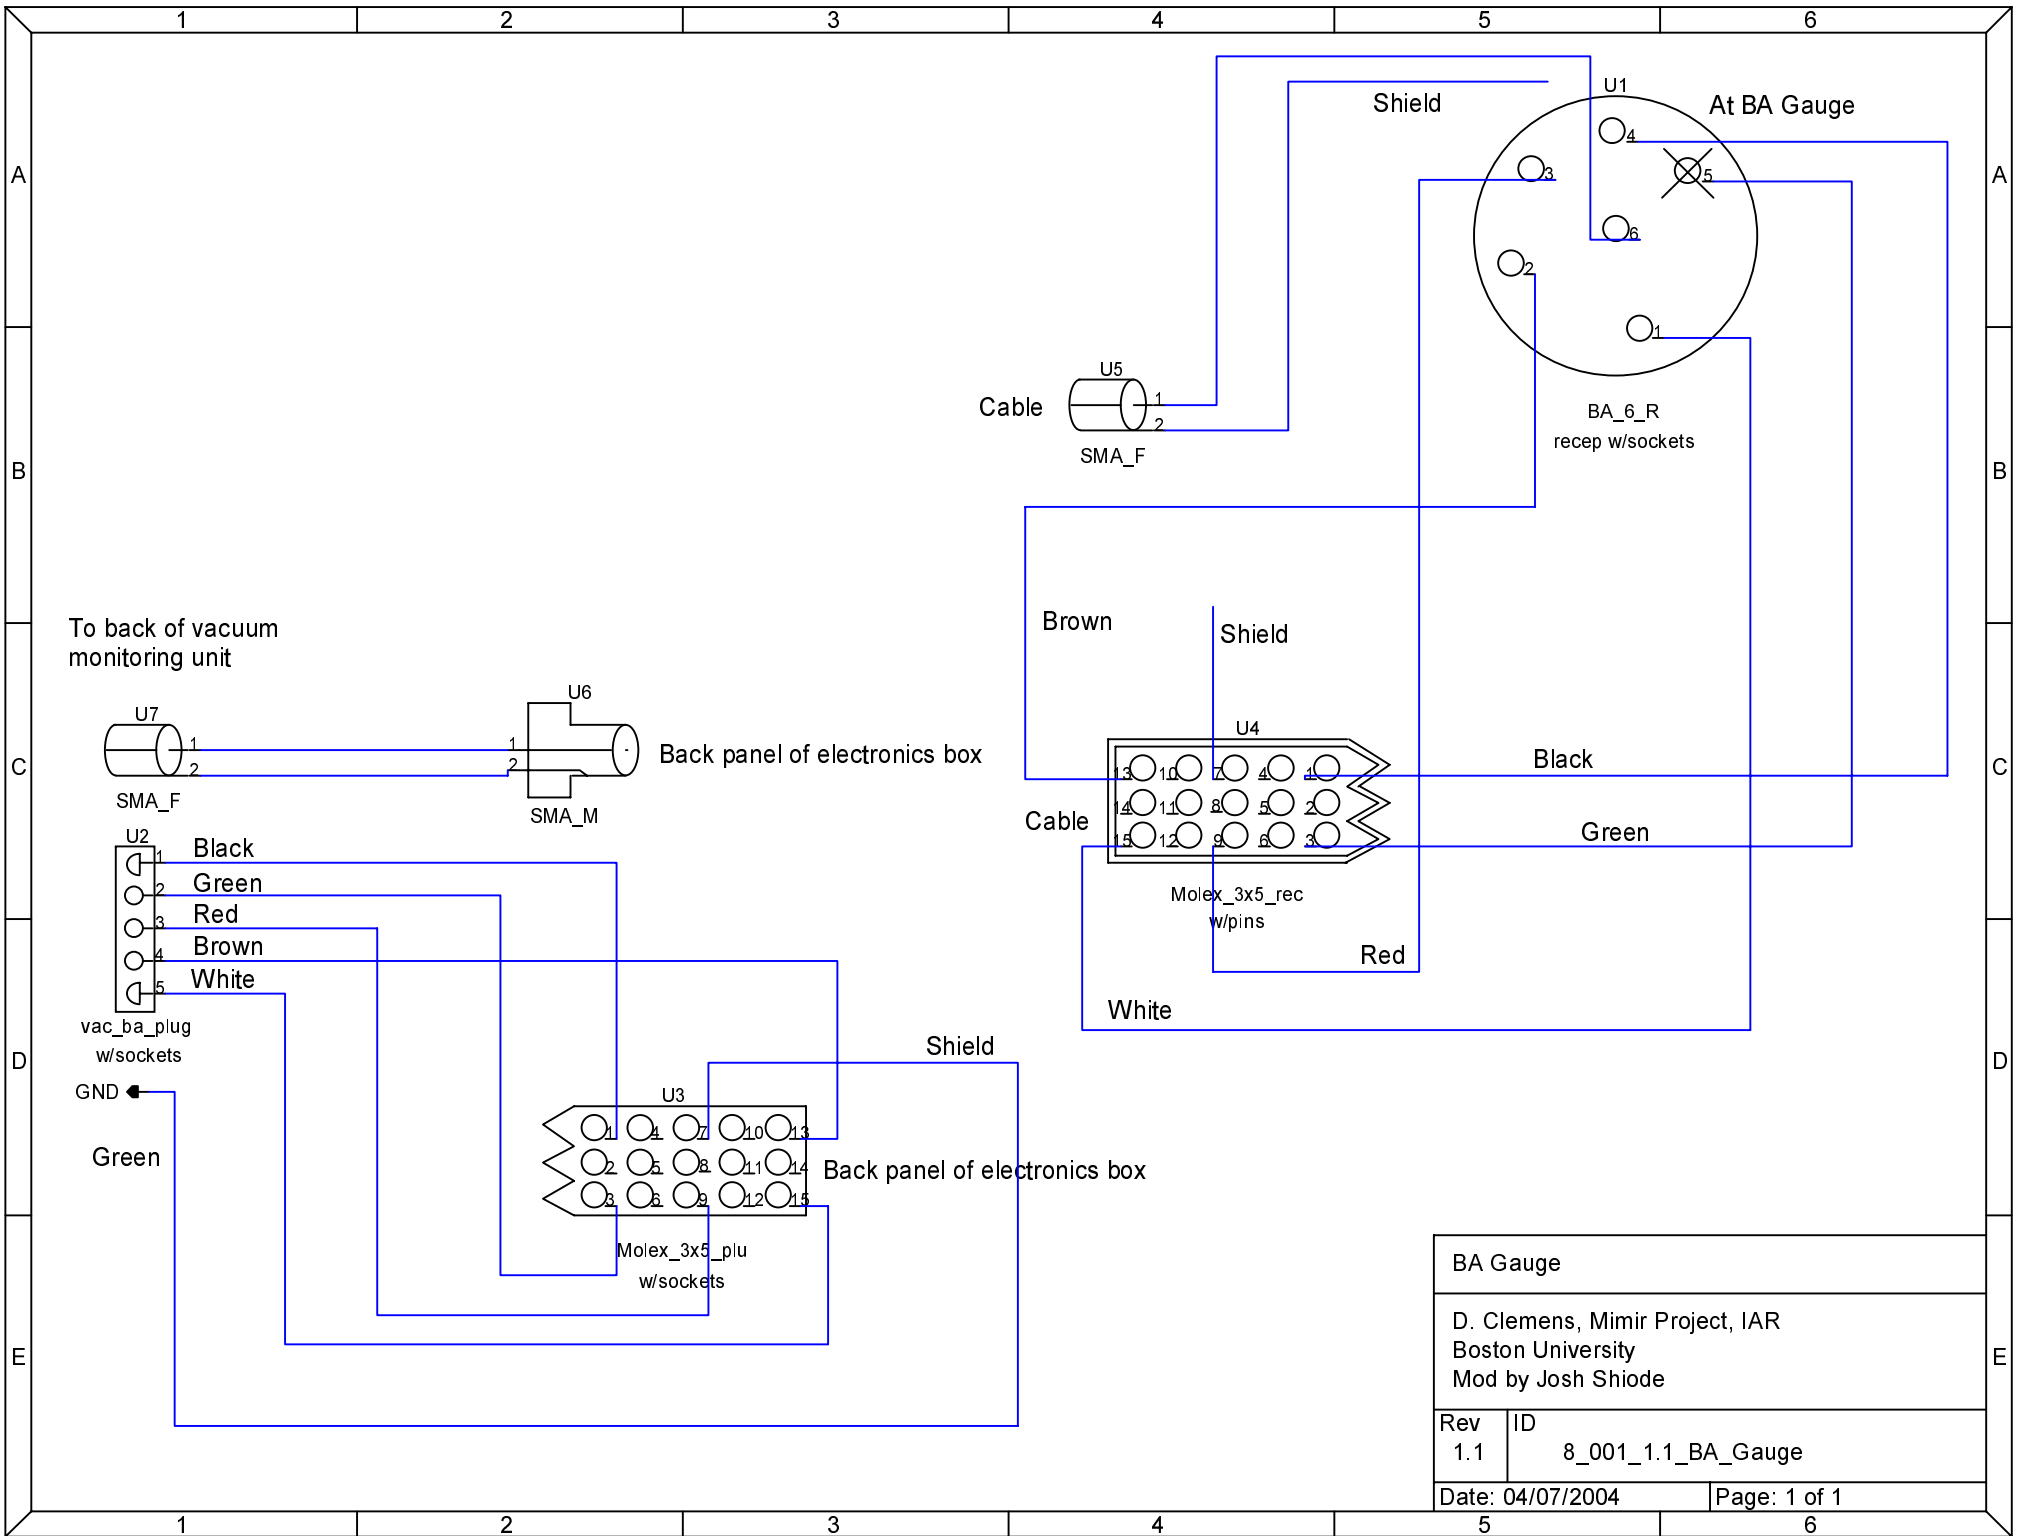 1 2 3 4 5 6
A A
B B
C C
D D
E E
U1
At BA Gauge
Shield
4
3
5
6
2
1
BA_6_R
recep w/sockets
U5
Cable
1
2
SMA_F
Brown
Shield
To back of vacuum
monitoring unit
U7
1
2
SMA_F
U6
1
2
SMA_M
Back panel of electronics box
U4
13 10 7 4 1
14 11 8 5 2
15 12 9 6 3
Cable
Black
Green
Molex_3x5_rec
w/pins
Red
White
U2
1 Black
2 Green
3 Red
4 Brown
5 White
vac_ba_plug
w/sockets
GND
Green
Shield
U3
1 4 7 10 13
2 5 8 11 14
3 6 9 12 15
Back panel of electronics box
Molex_3x5_plu
w/sockets
BA Gauge
D. Clemens, Mimir Project, IAR
Boston University
Mod by Josh Shiode
Rev ID
1.1 8_001_1.1_BA_Gauge
Date: 04/07/2004 Page: 1 of 1
1 2 3 4 5 6